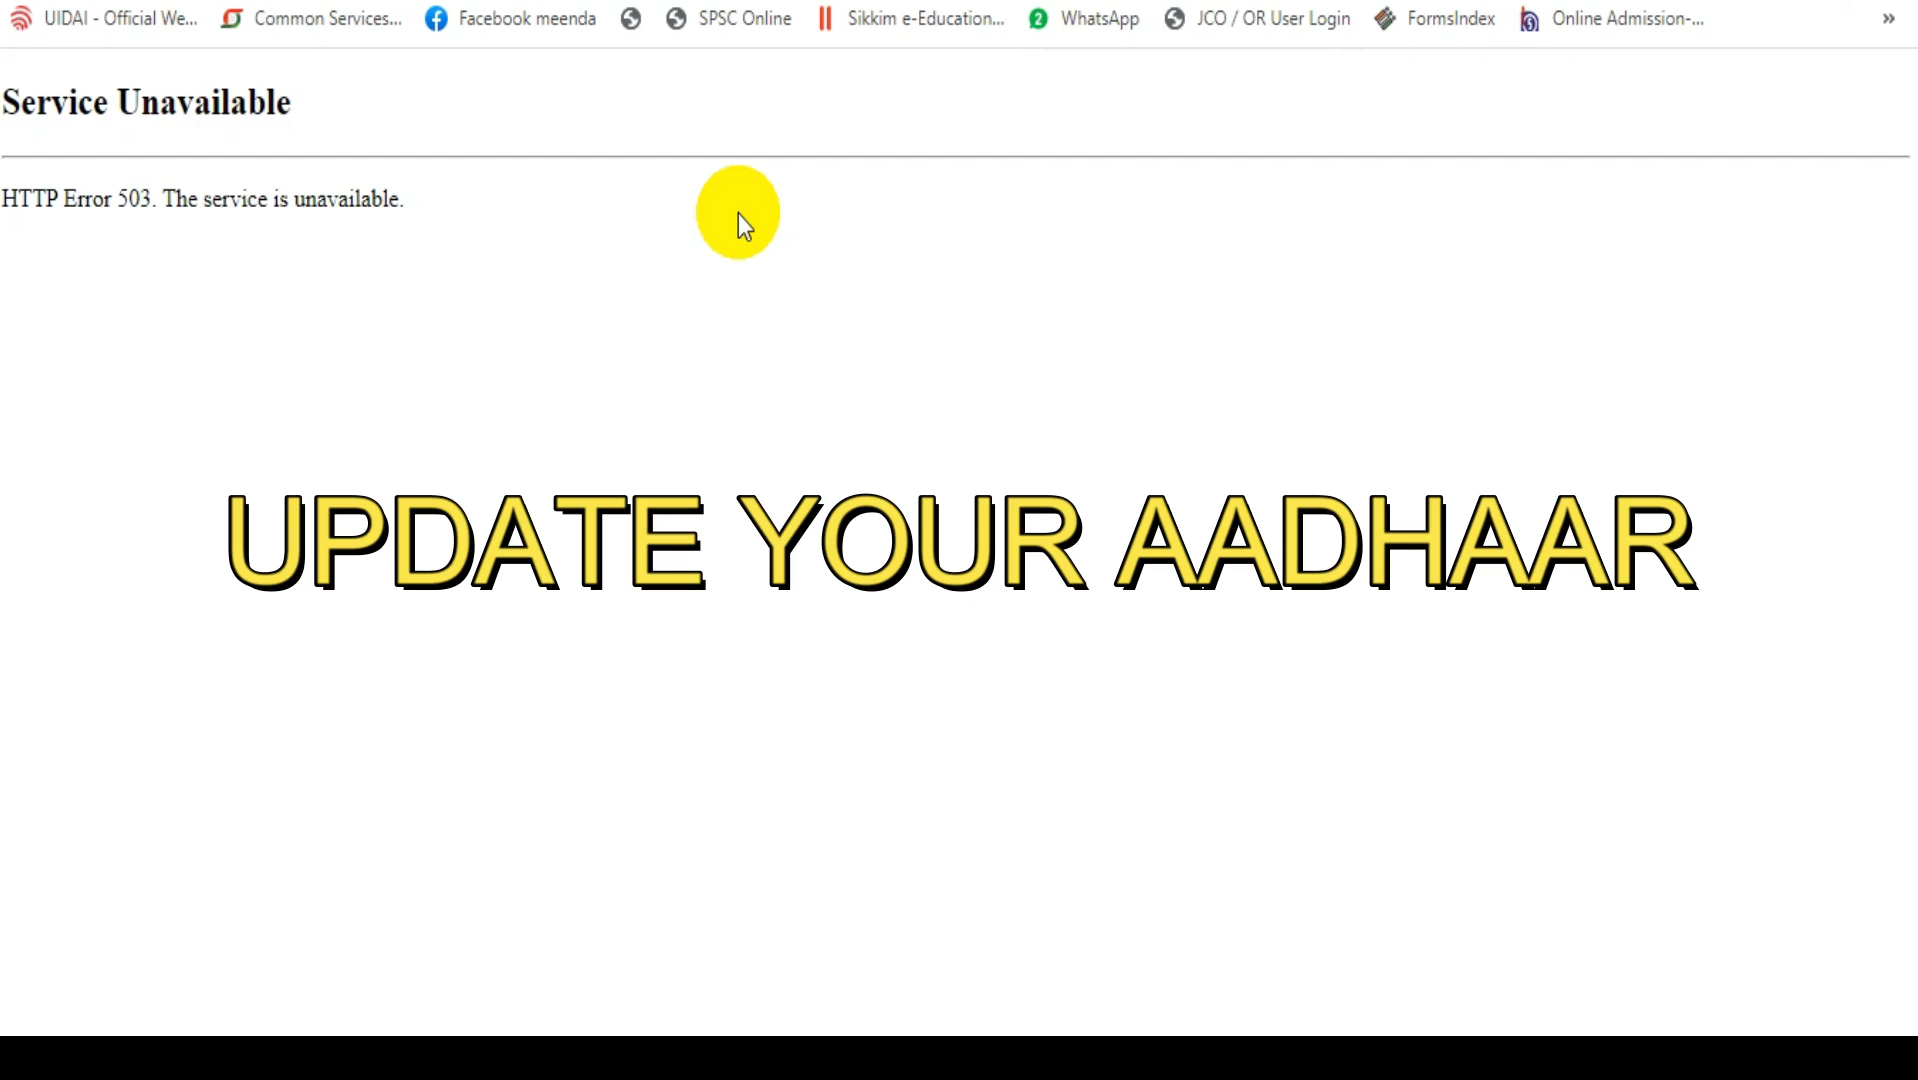 UIDAI - Official We... Common Services... Facebook meenda SPSC Online Sikkim e-Education... 2 WhatsApp JCO / OR User Login FormsIndex Online Admission-... »
Service Unavailable
HTTP Error 503. The service is unavailable.
UPDATE YOUR AADHAAR